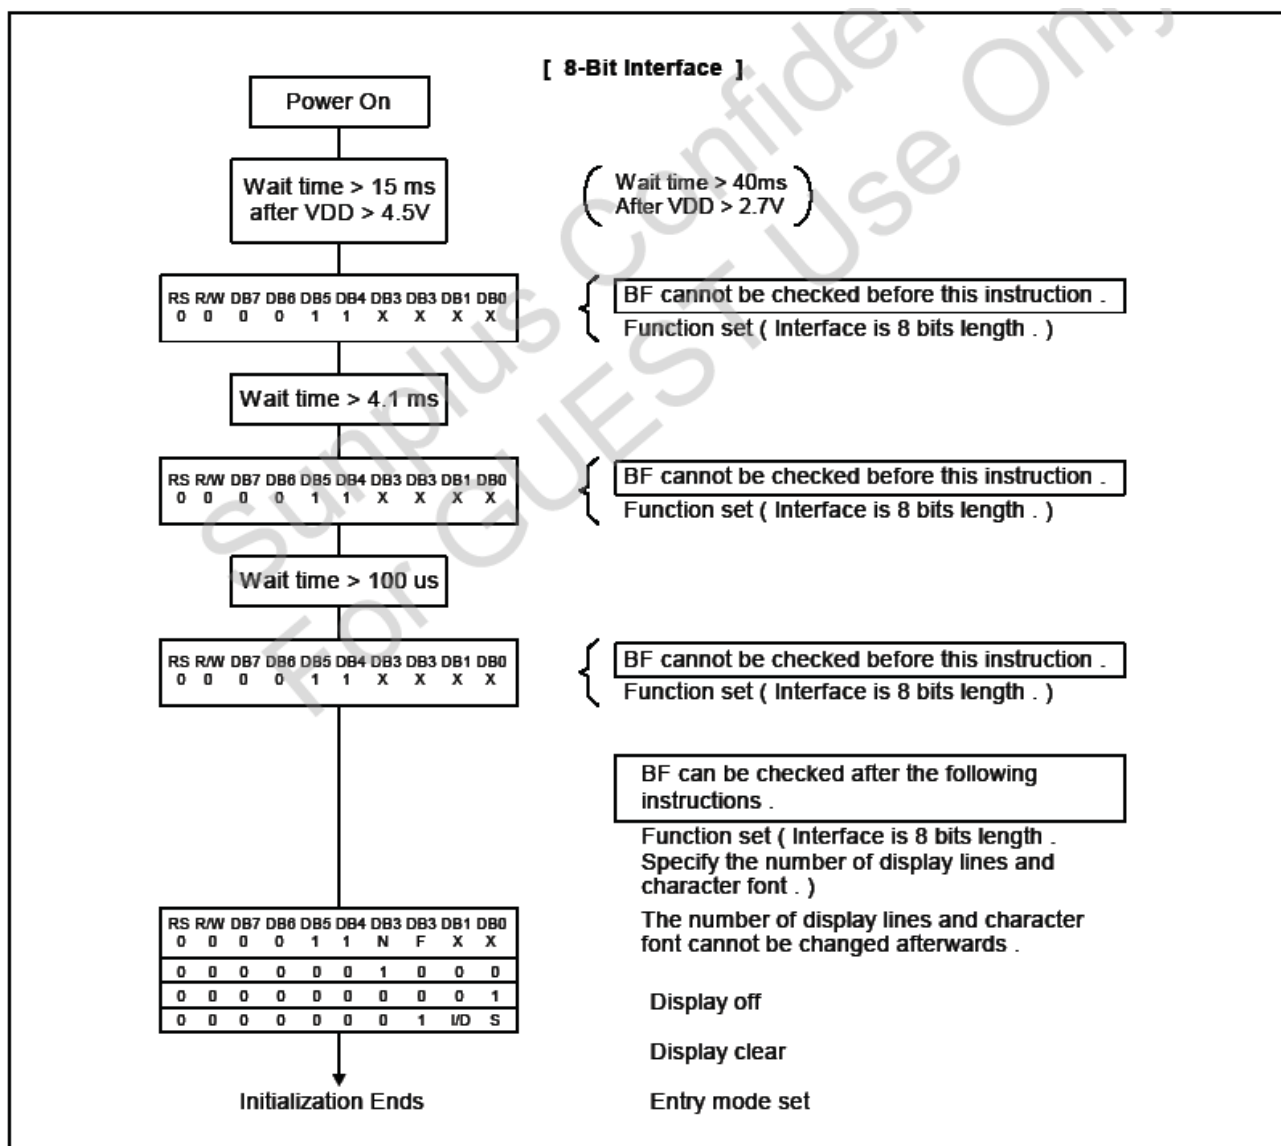 [ 8-Bit Interface ]
Power On
Wait time > 15 ms
after VDD > 4.5V
Wait time > 40ms
After VDD > 2.7V
RS R/W DB7 DB6 DB5 DB4 DB3 DB3 DB1 DB0
0 0 0 0 1 1 X X X X
BF cannot be checked before this instruction .
Function set ( Interface is 8 bits length . )
Wait time > 4.1 ms
RS R/W DB7 DB6 DB5 DB4 DB3 DB3 DB1 DB0
0 0 0 0 1 1 X X X X
BF cannot be checked before this instruction .
Function set ( Interface is 8 bits length . )
Wait time > 100 us
RS R/W DB7 DB6 DB5 DB4 DB3 DB3 DB1 DB0
0 0 0 0 1 1 X X X X
BF cannot be checked before this instruction .
Function set ( Interface is 8 bits length . )
BF can be checked after the following
instructions .
Function set ( Interface is 8 bits length .
Specify the number of display lines and
character font . )
The number of display lines and character
font cannot be changed afterwards .
RS R/W DB7 DB6 DB5 DB4 DB3 DB3 DB1 DB0
0 0 0 0 1 1 N F X X
0 0 0 0 0 0 1 0 0 0
0 0 0 0 0 0 0 0 0 1
0 0 0 0 0 0 0 1 I/D S
Display off
Display clear
Entry mode set
Initialization Ends
Sunplus Confiden
For GUEST Use Only